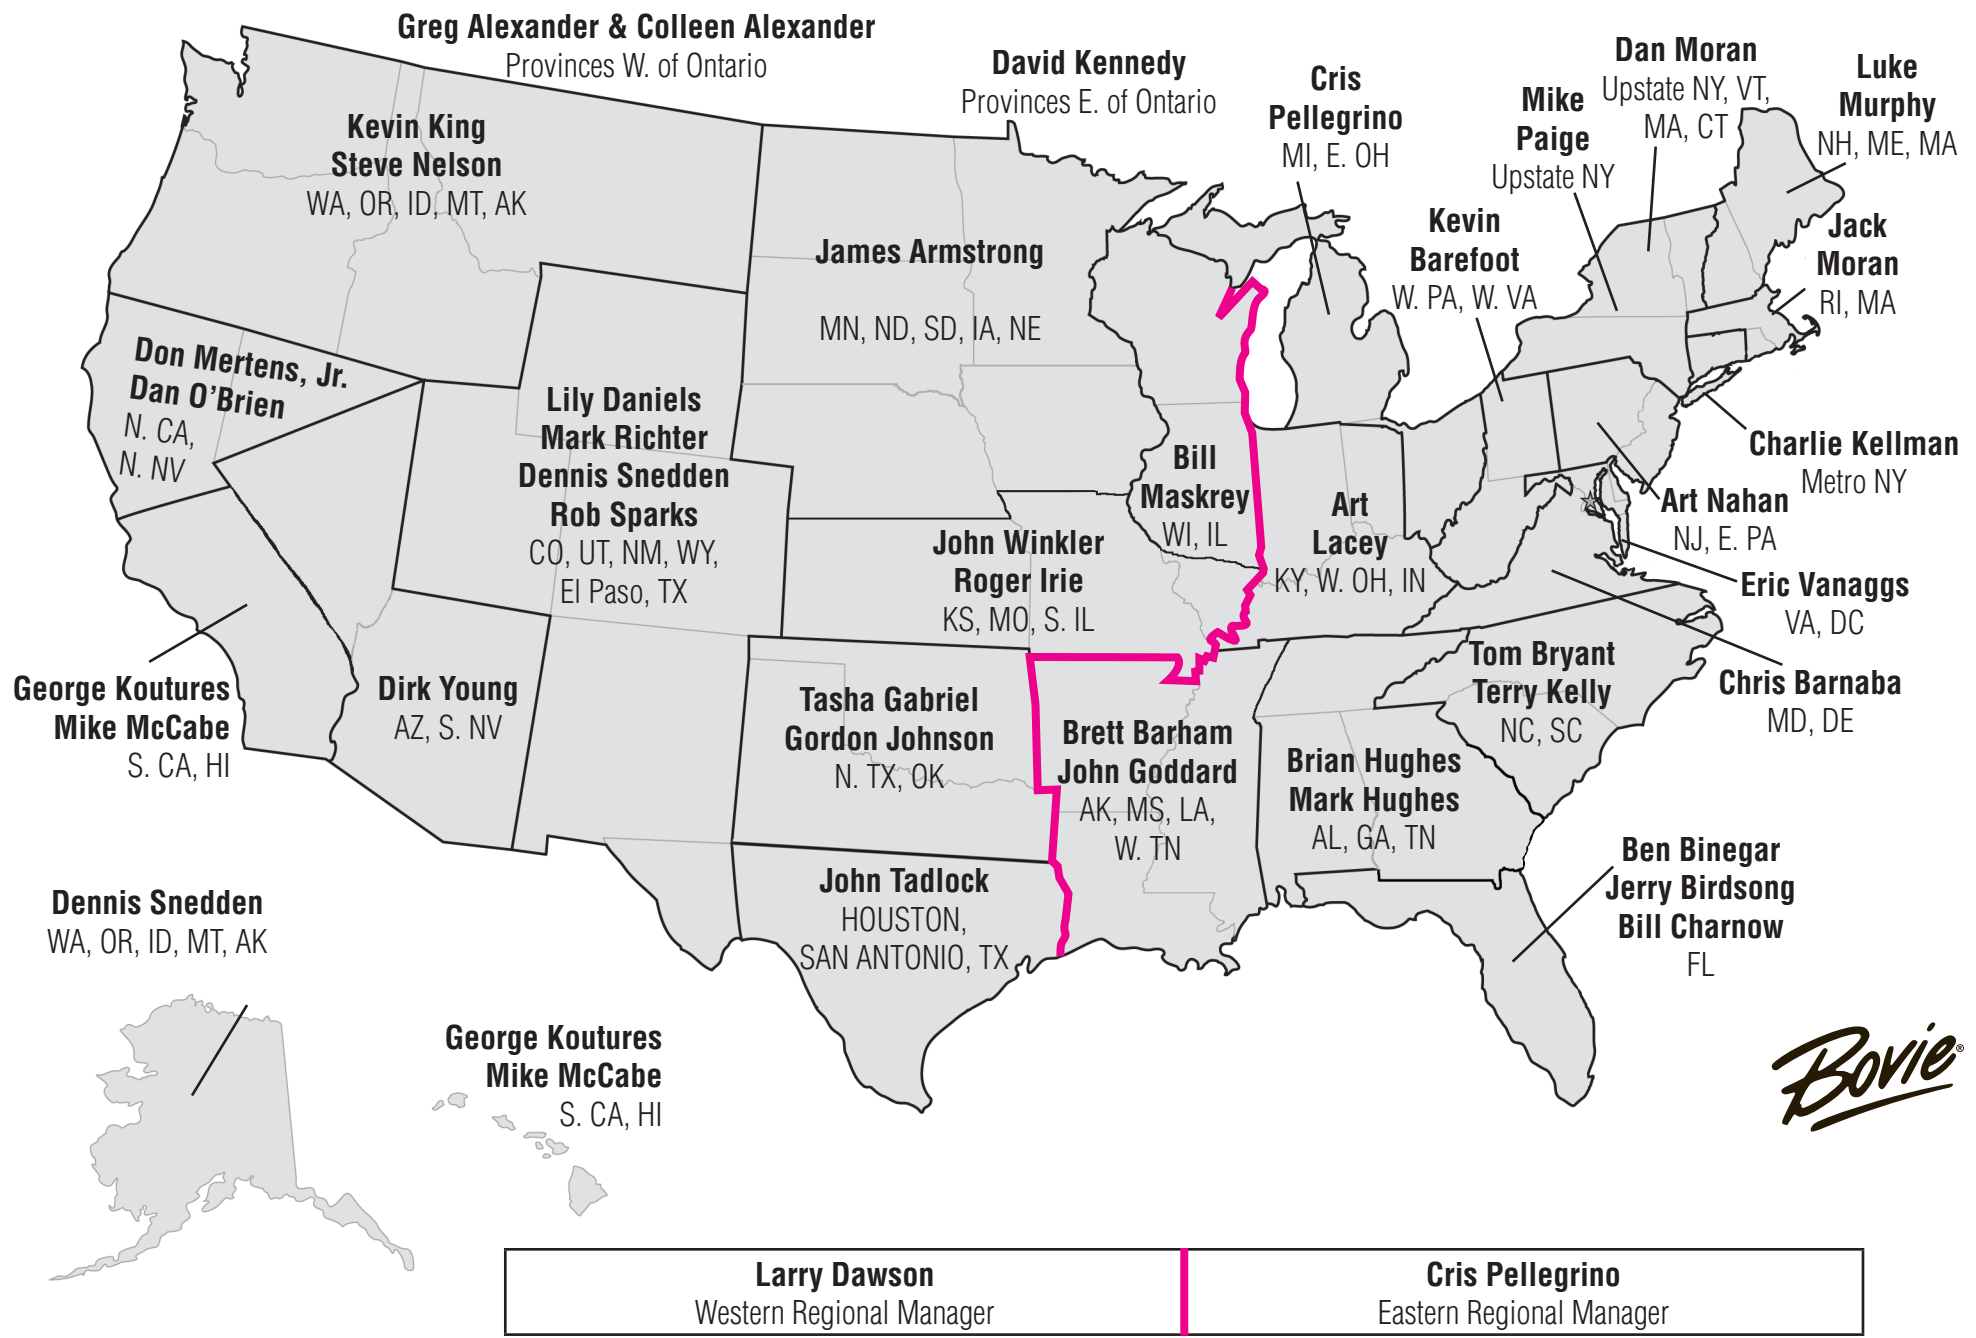 Greg Alexander & Colleen Alexander
Provinces W. of Ontario
David Kennedy
Provinces E. of Ontario
Cris
Pellegrino
MI, E. OH
Mike
Paige
Upstate NY
Dan Moran
Upstate NY, VT,
MA, CT
Luke
Murphy
NH, ME, MA
Kevin King
Steve Nelson
WA, OR, ID, MT, AK
James Armstrong
MN, ND, SD, IA, NE
Kevin
Barefoot
W. PA, W. VA
Jack
Moran
RI, MA
Don Mertens, Jr.
Dan O'Brien
N. CA,
N. NV
Lily Daniels
Mark Richter
Dennis Snedden
Rob Sparks
CO, UT, NM, WY,
El Paso, TX
Bill
Maskrey
WI, IL
Art
Lacey
KY, W. OH, IN
Charlie Kellman
Metro NY
Art Nahan
NJ, E. PA
John Winkler
Roger Irie
KS, MO, S. IL
Eric Vanaggs
VA, DC
Chris Barnaba
MD, DE
George Koutures
Mike McCabe
S. CA, HI
Dirk Young
AZ, S. NV
Tasha Gabriel
Gordon Johnson
N. TX, OK
Brett Barham
John Goddard
AK, MS, LA,
W. TN
Tom Bryant
Terry Kelly
NC, SC
Brian Hughes
Mark Hughes
AL, GA, TN
John Tadlock
HOUSTON,
SAN ANTONIO, TX
Ben Binegar
Jerry Birdsong
Bill Charnow
FL
Dennis Snedden
WA, OR, ID, MT, AK
George Koutures
Mike McCabe
S. CA, HI
Bovie®
Larry Dawson
Western Regional Manager
Cris Pellegrino
Eastern Regional Manager